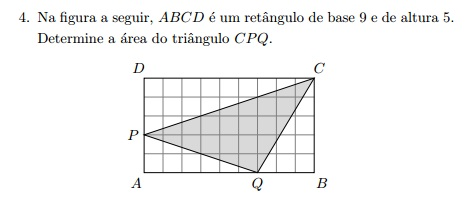 4. Na figura a seguir, ABCD é um retângulo de base 9 e de altura 5.
Determine a área do triângulo CPQ.
D C
P
A Q B